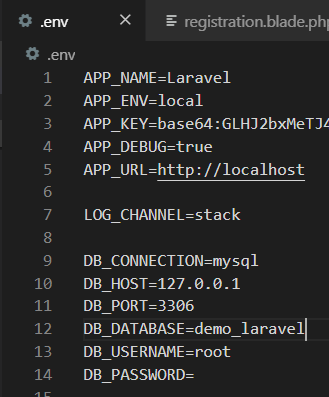 .env
registration.blade.php
.env
1 APP_NAME=Laravel
2 APP_ENV=local
3 APP_KEY=base64:GLHJ2bxMeTJ4
4 APP_DEBUG=true
5 APP_URL=http://localhost
6
7 LOG_CHANNEL=stack
8
9 DB_CONNECTION=mysql
10 DB_HOST=127.0.0.1
11 DB_PORT=3306
12 DB_DATABASE=demo_laravel
13 DB_USERNAME=root
14 DB_PASSWORD=
15